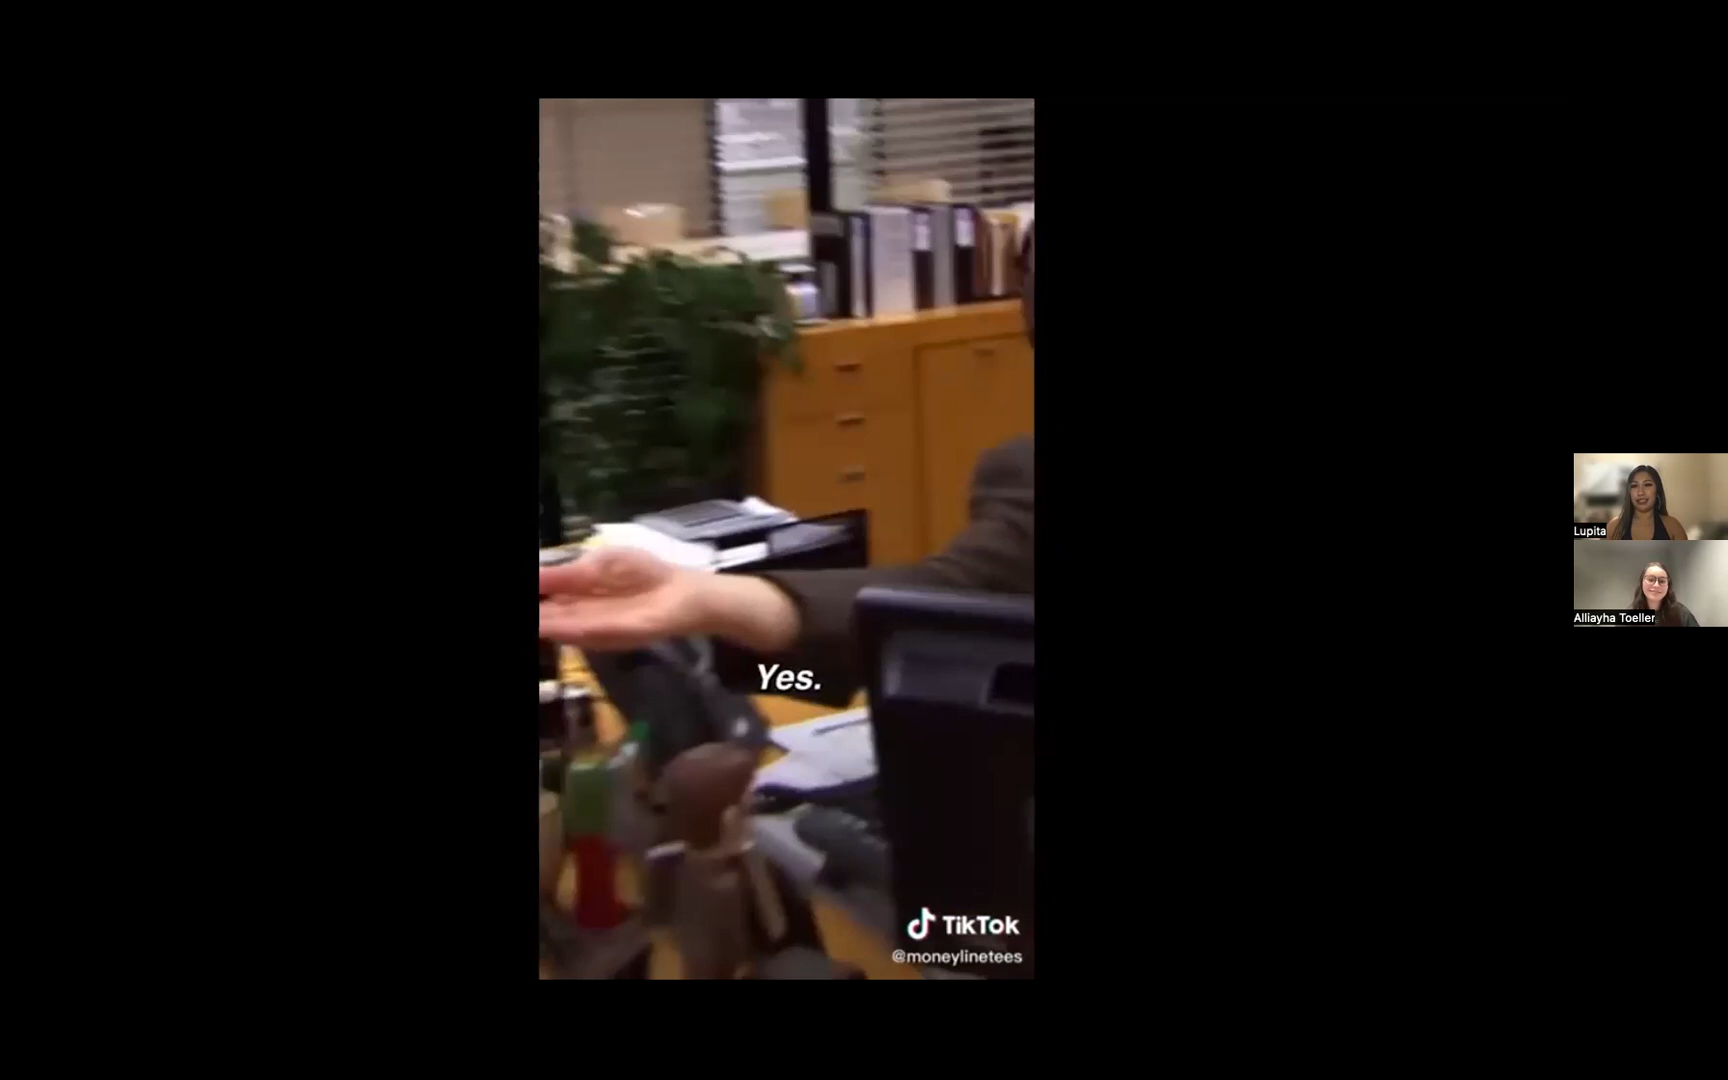 Yes.
TikTok
@moneylinetees
Lupita
Alliayha Toeller